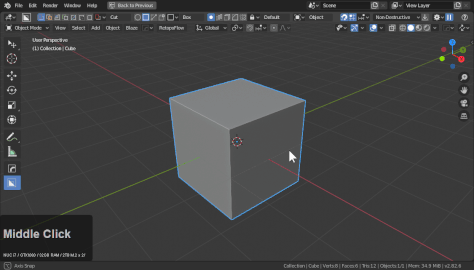 File Edit Render Window Help Back to Previous Scene View Layer
Cut Box Default Object Non-Destructive
Object Mode View Select Add Object Blaze RetopoFlow Global
User Perspective
(1) Collection | Cube
Middle Click
Axis Snap
Collection | Cube | Verts:8 | Faces:6 | Tris:12 | Objects:1/1 | Mem: 34.9 MiB | v2.82.6